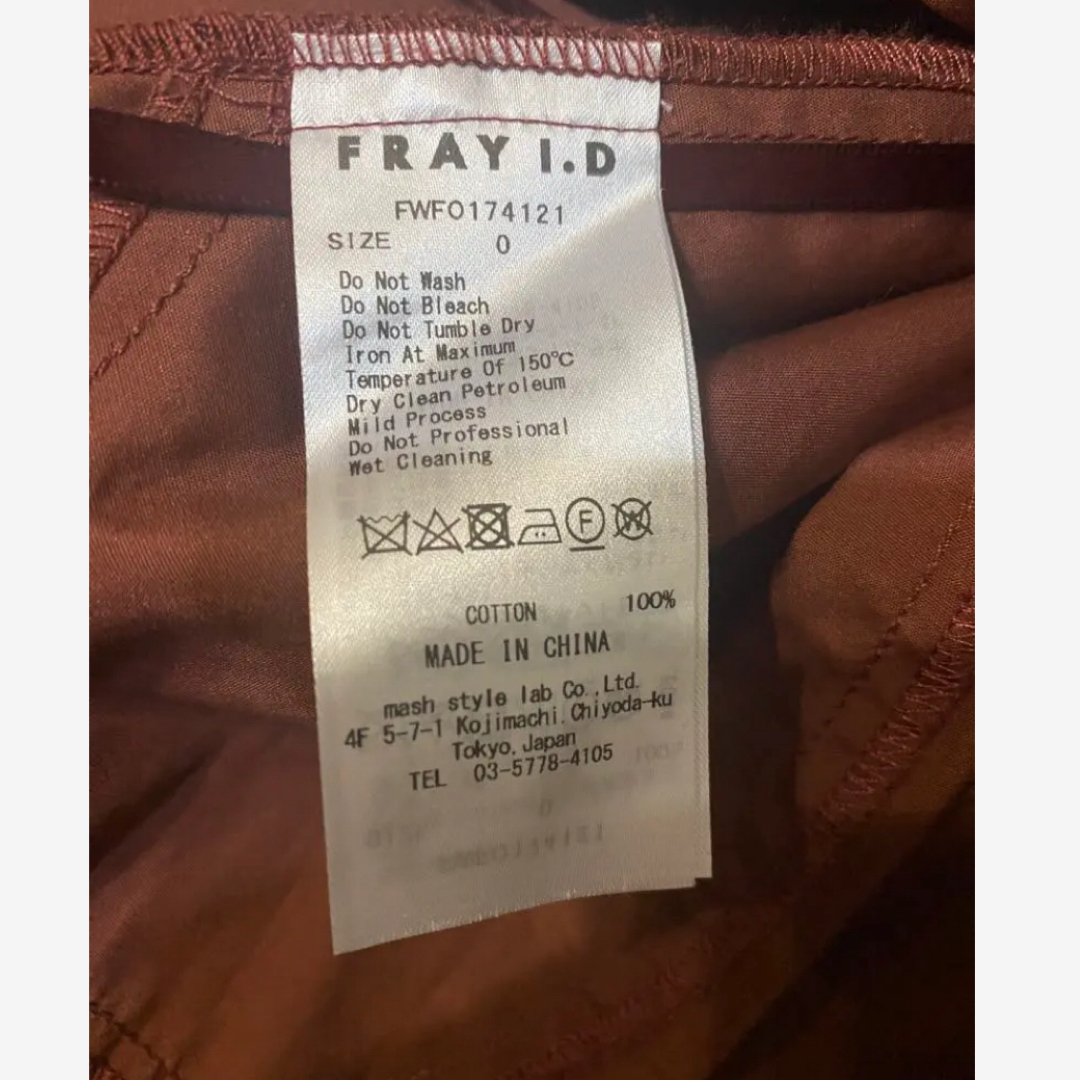 FRAY I.D
FWFO174121
SIZE 0
Do Not Wash
Do Not Bleach
Do Not Tumble Dry
Iron At Maximum
Temperature Of 150℃
Dry Clean Petroleum
Mild Process
Do Not Professional
Wet Cleaning
F W
COTTON 100%
MADE IN CHINA
mash style lab Co.,Ltd.
4F 5-7-1 Kojimachi, Chiyoda-ku
Tokyo, Japan
TEL 03-5778-4105